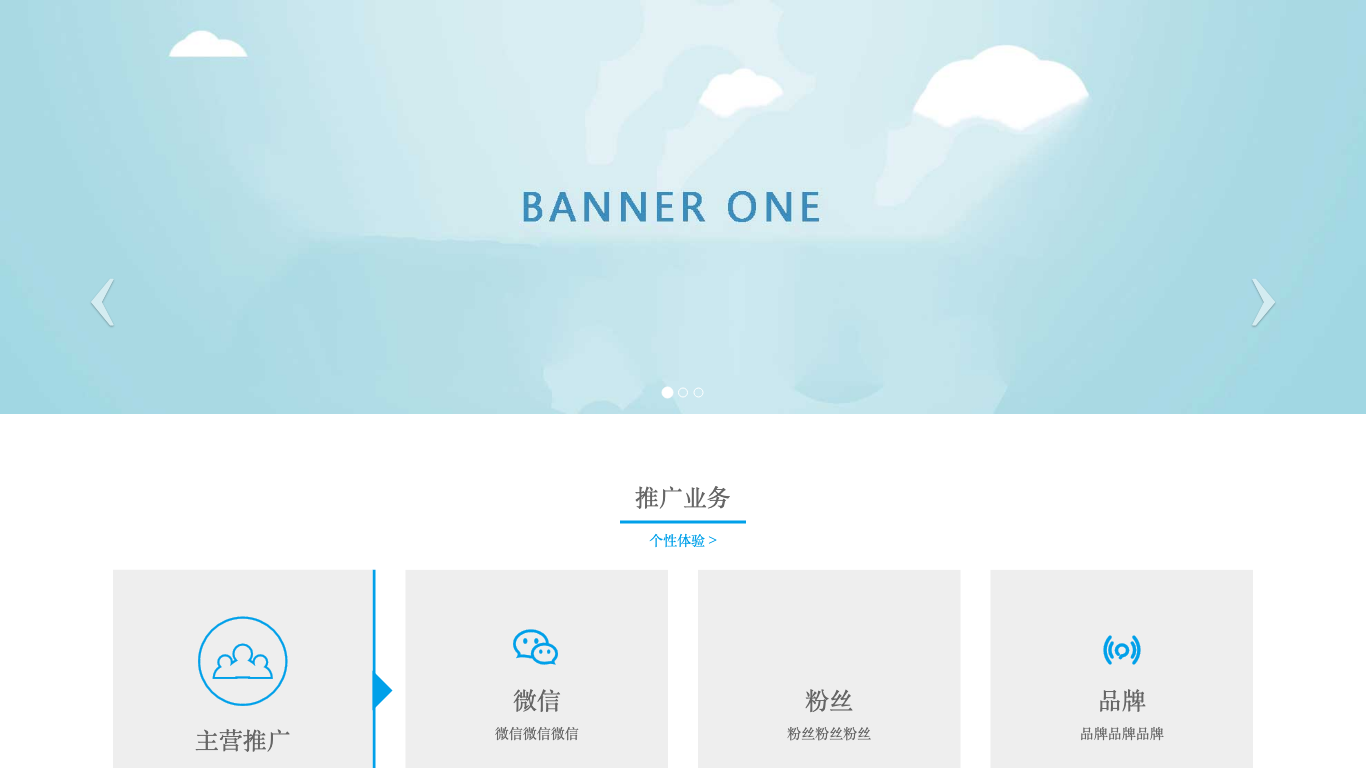 BANNER ONE
推广业务
个性体验 >
主营推广
微信
微信微信微信
粉丝
粉丝粉丝粉丝
品牌
品牌品牌品牌